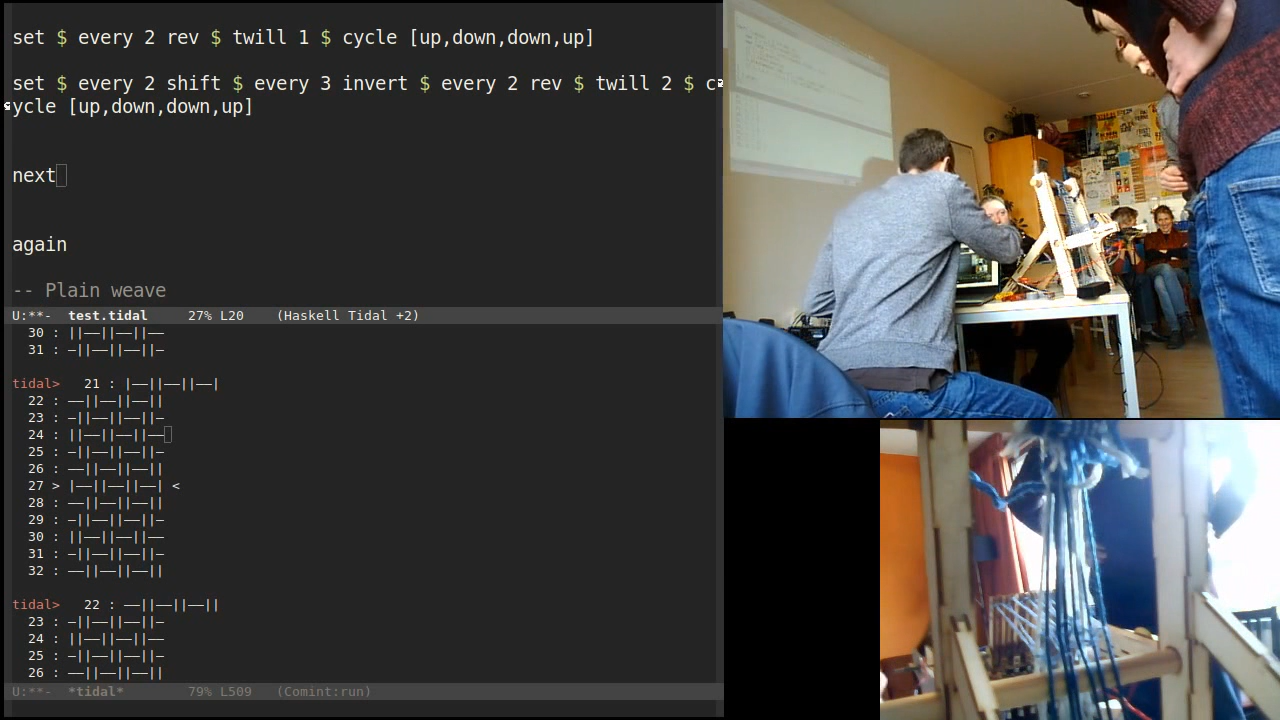 set $ every 2 rev $ twill 1 $ cycle [up,down,down,up]
set $ every 2 shift $ every 3 invert $ every 2 rev $ twill 2 $ c
ycle [up,down,down,up]
next
again
-- Plain weave
U:**-  test.tidal     27% L20    (Haskell Tidal +2)
30 : ||——||——||——
31 : —||——||——||—
tidal>   21 : |——||——||——|
22 : ——||——||——||
23 : —||——||——||—
24 : ||——||——||——
25 : —||——||——||—
26 : ——||——||——||
27 > |——||——||——| <
28 : ——||——||——||
29 : —||——||——||—
30 : ||——||——||——
31 : —||——||——||—
32 : ——||——||——||
tidal>   22 : ——||——||——||
23 : —||——||——||—
24 : ||——||——||——
25 : —||——||——||—
26 : ——||——||——||
U:**-  *tidal*        79% L509   (Comint:run)